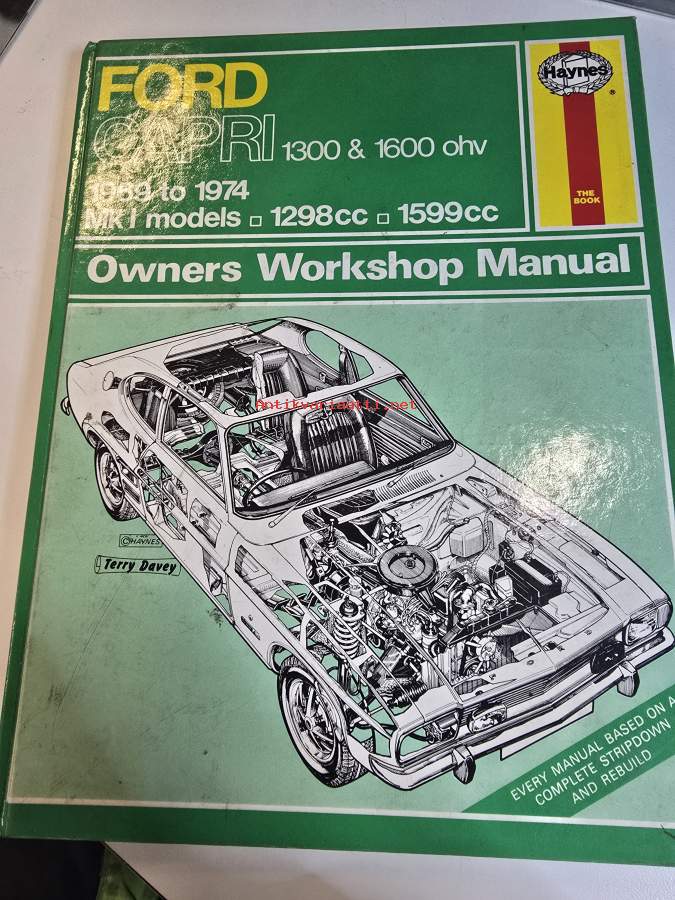 FORD
CAPRI 1300 & 1600 ohv
1969 to 1974
Mk I models □ 1298cc □ 1599cc
Haynes
®
THE
BOOK
Owners Workshop Manual
Antikvariaatti.net
© HAYNES
Terry Davey
EVERY MANUAL BASED ON A
COMPLETE STRIPDOWN
AND REBUILD